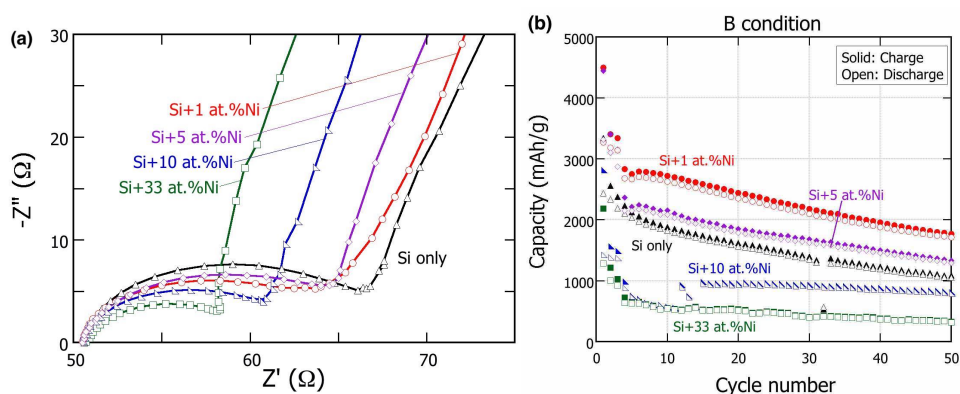 (a)
30
20
10
0
50
60
70
-Z" (Ω)
Z' (Ω)
Si+1 at.%Ni
Si+5 at.%Ni
Si+10 at.%Ni
Si+33 at.%Ni
Si only
(b)
B condition
5000
4000
3000
2000
1000
0
0
10
20
30
40
50
Capacity (mAh/g)
Cycle number
Solid: Charge
Open: Discharge
Si+1 at.%Ni
Si+5 at.%Ni
Si only
Si+10 at.%Ni
Si+33 at.%Ni